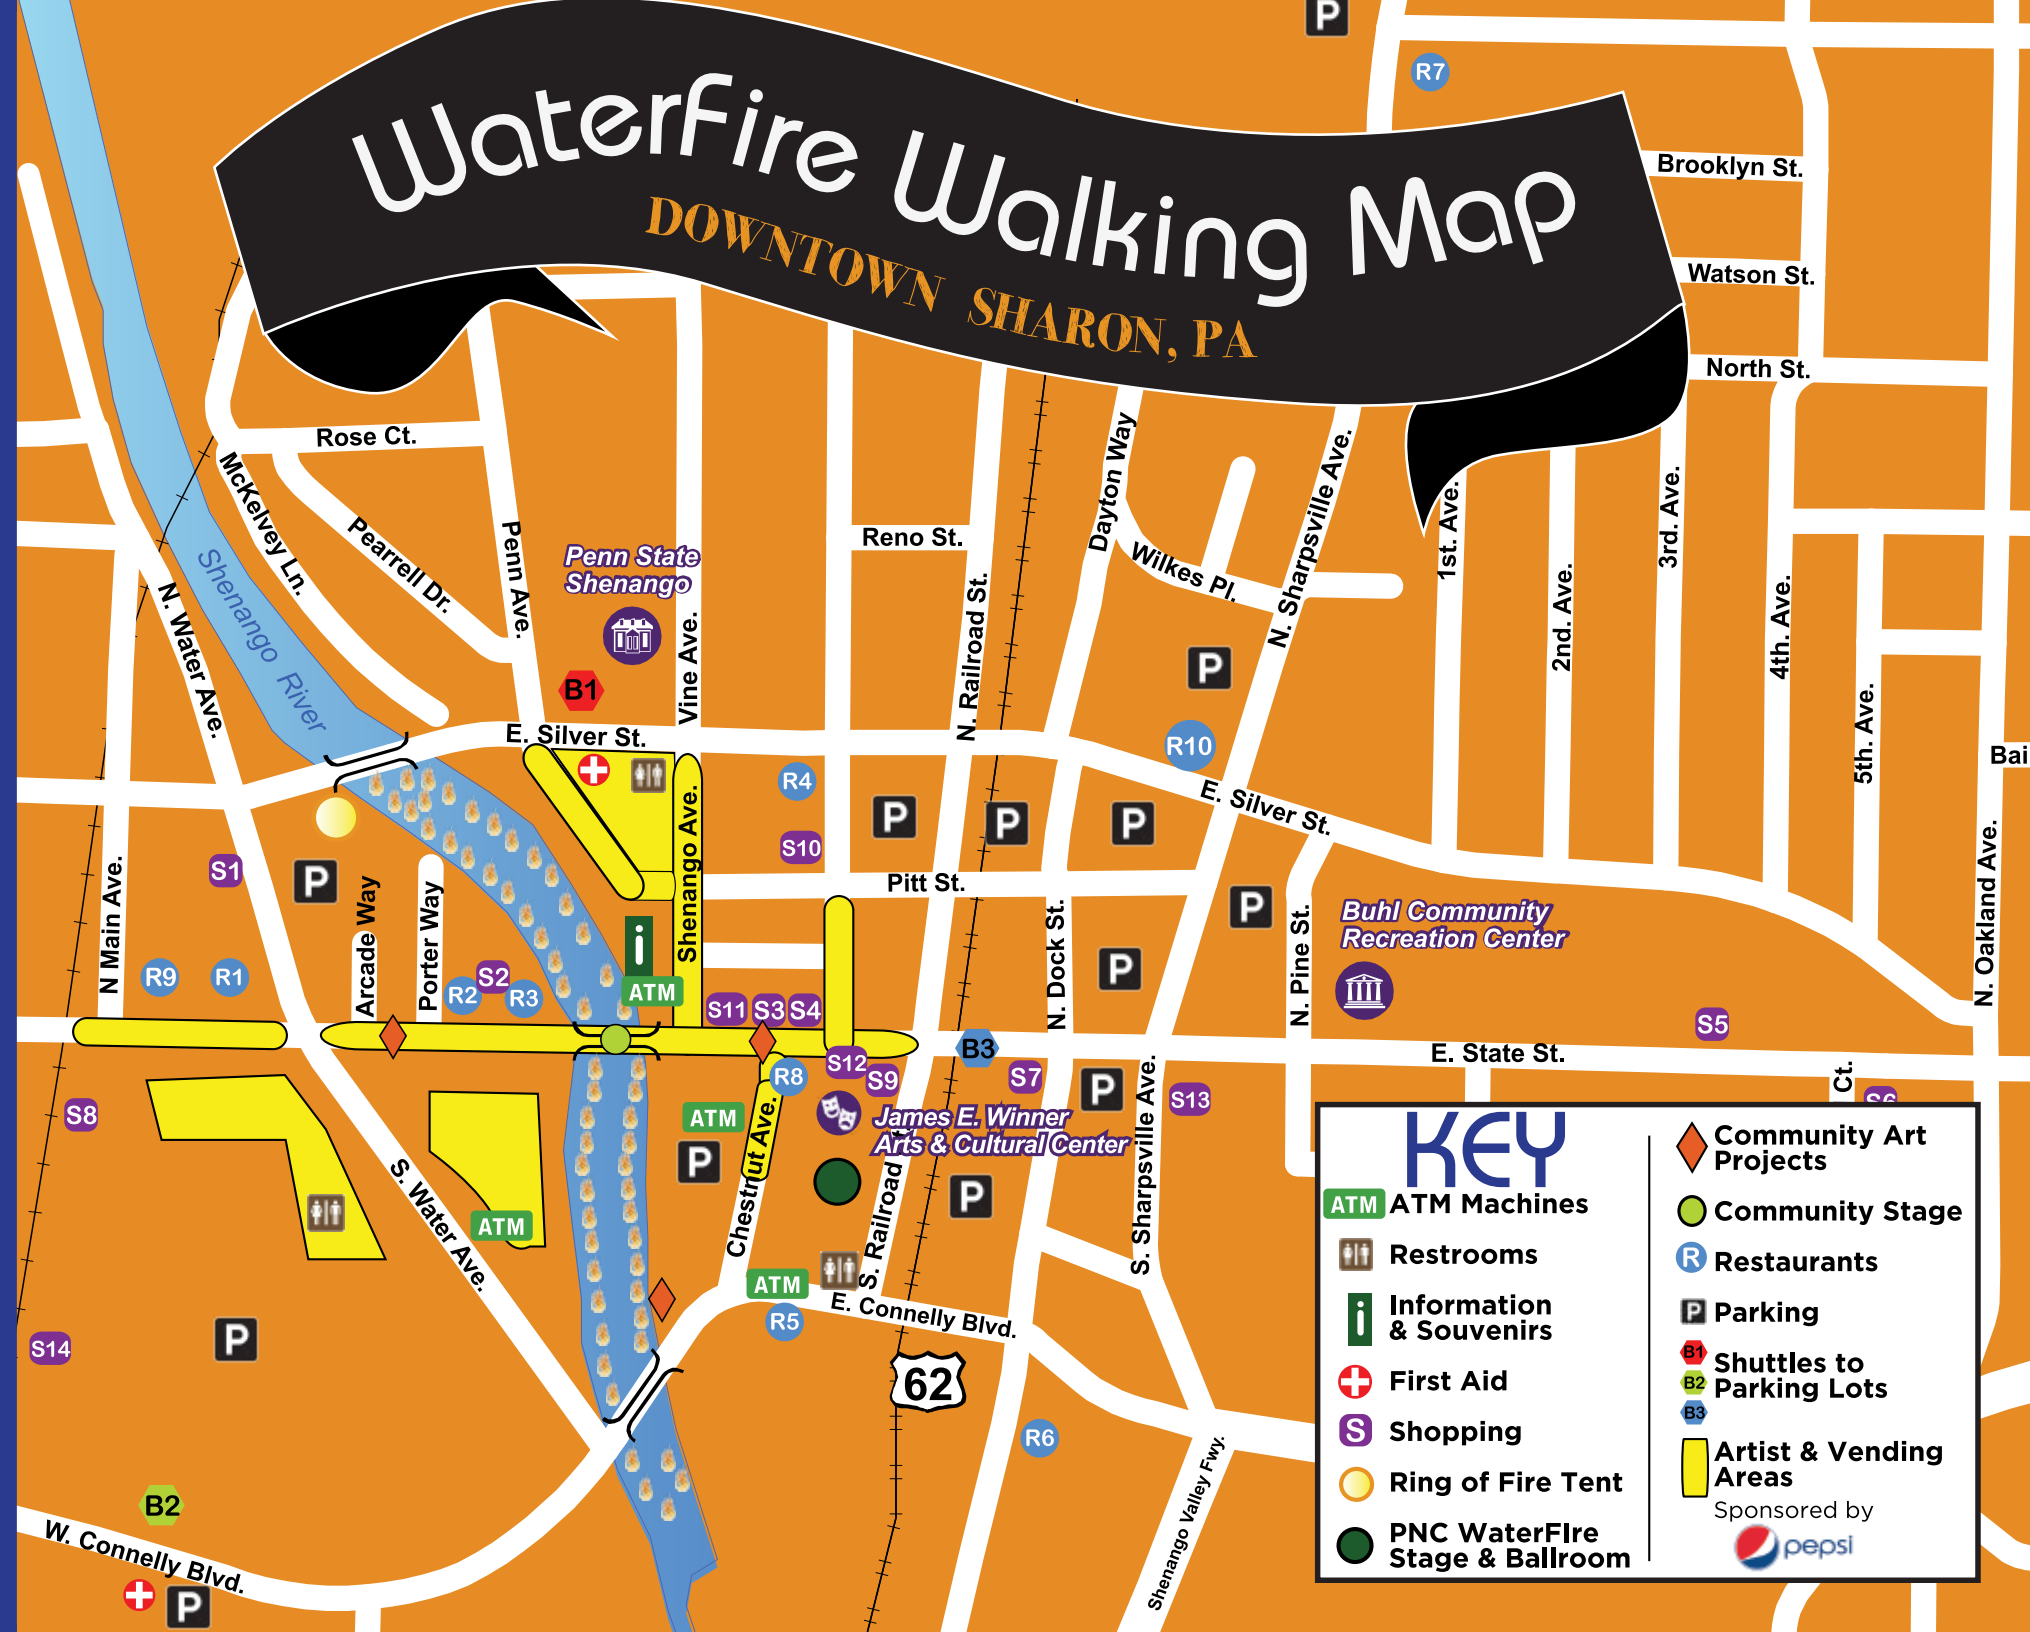 WaterFire Walking Map
DOWNTOWN SHARON, PA
P
R7
Brooklyn St.
Watson St.
North St.
Rose Ct.
McKelvey Ln.
Pearrell Dr.
Penn Ave.
Penn State
Shenango
Vine Ave.
Reno St.
N. Railroad St.
Dayton Way
Wilkes Pl.
N. Sharpsville Ave.
1st. Ave.
2nd. Ave.
3rd. Ave.
4th. Ave.
5th. Ave.
Shenango River
N. Water Ave.
B1
P
R10
E. Silver St.
E. Silver St.
Bai
R4
S10
P
P
P
Pitt St.
P
S1
P
N Main Ave.
Arcade Way
Porter Way
Shenango Ave.
i
ATM
R9
R1
R2
S2
R3
S11
S3
S4
N. Dock St.
P
N. Pine St.
Buhl Community
Recreation Center
N. Oakland Ave.
S5
B3
E. State St.
S12
S9
R8
S7
P
S13
Ct.
S6
S8
ATM
P
Chestnut Ave.
James E. Winner
Arts & Cultural Center
S. Railroad
P
S. Sharpsville Ave.
S. Water Ave.
ATM
ATM
R5
E. Connelly Blvd.
62
R6
Shenango Valley Fwy.
S14
P
B2
W. Connelly Blvd.
P
KEY
ATM ATM Machines
Restrooms
i Information
& Souvenirs
First Aid
S Shopping
Ring of Fire Tent
PNC WaterFIre
Stage & Ballroom
Community Art
Projects
Community Stage
R Restaurants
P Parking
B1
B2
B3
Shuttles to
Parking Lots
Artist & Vending
Areas
Sponsored by
pepsi